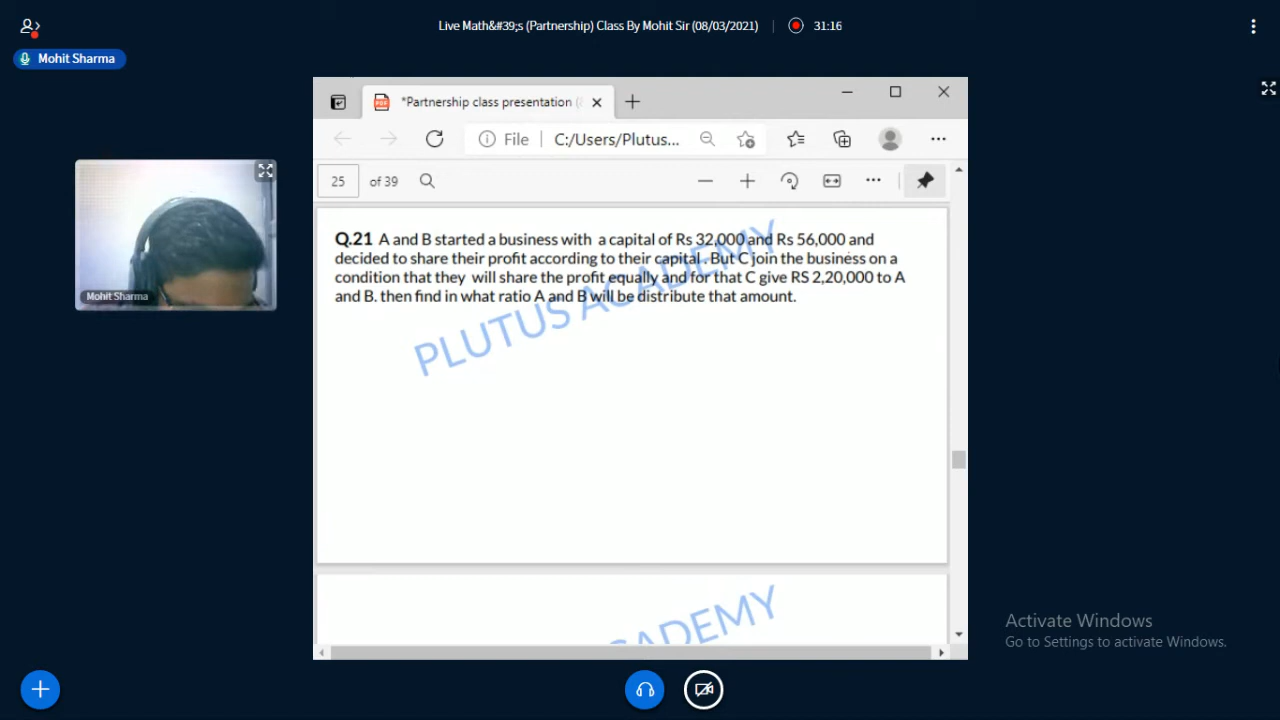 Live Math&#39;s (Partnership) Class By Mohit Sir (08/03/2021)
31:16
Mohit Sharma
*Partnership class presentation (
File
C:/Users/Plutus...
25
of 39
Mohit Sharma
Q.21 A and B started a business with a capital of Rs 32,000 and Rs 56,000 and
decided to share their profit according to their capital . But C join the business on a
condition that they will share the profit equally and for that C give RS 2,20,000 to A
and B. then find in what ratio A and B will be distribute that amount.
PLUTUS ACADEMY
ACADEMY
Activate Windows
Go to Settings to activate Windows.